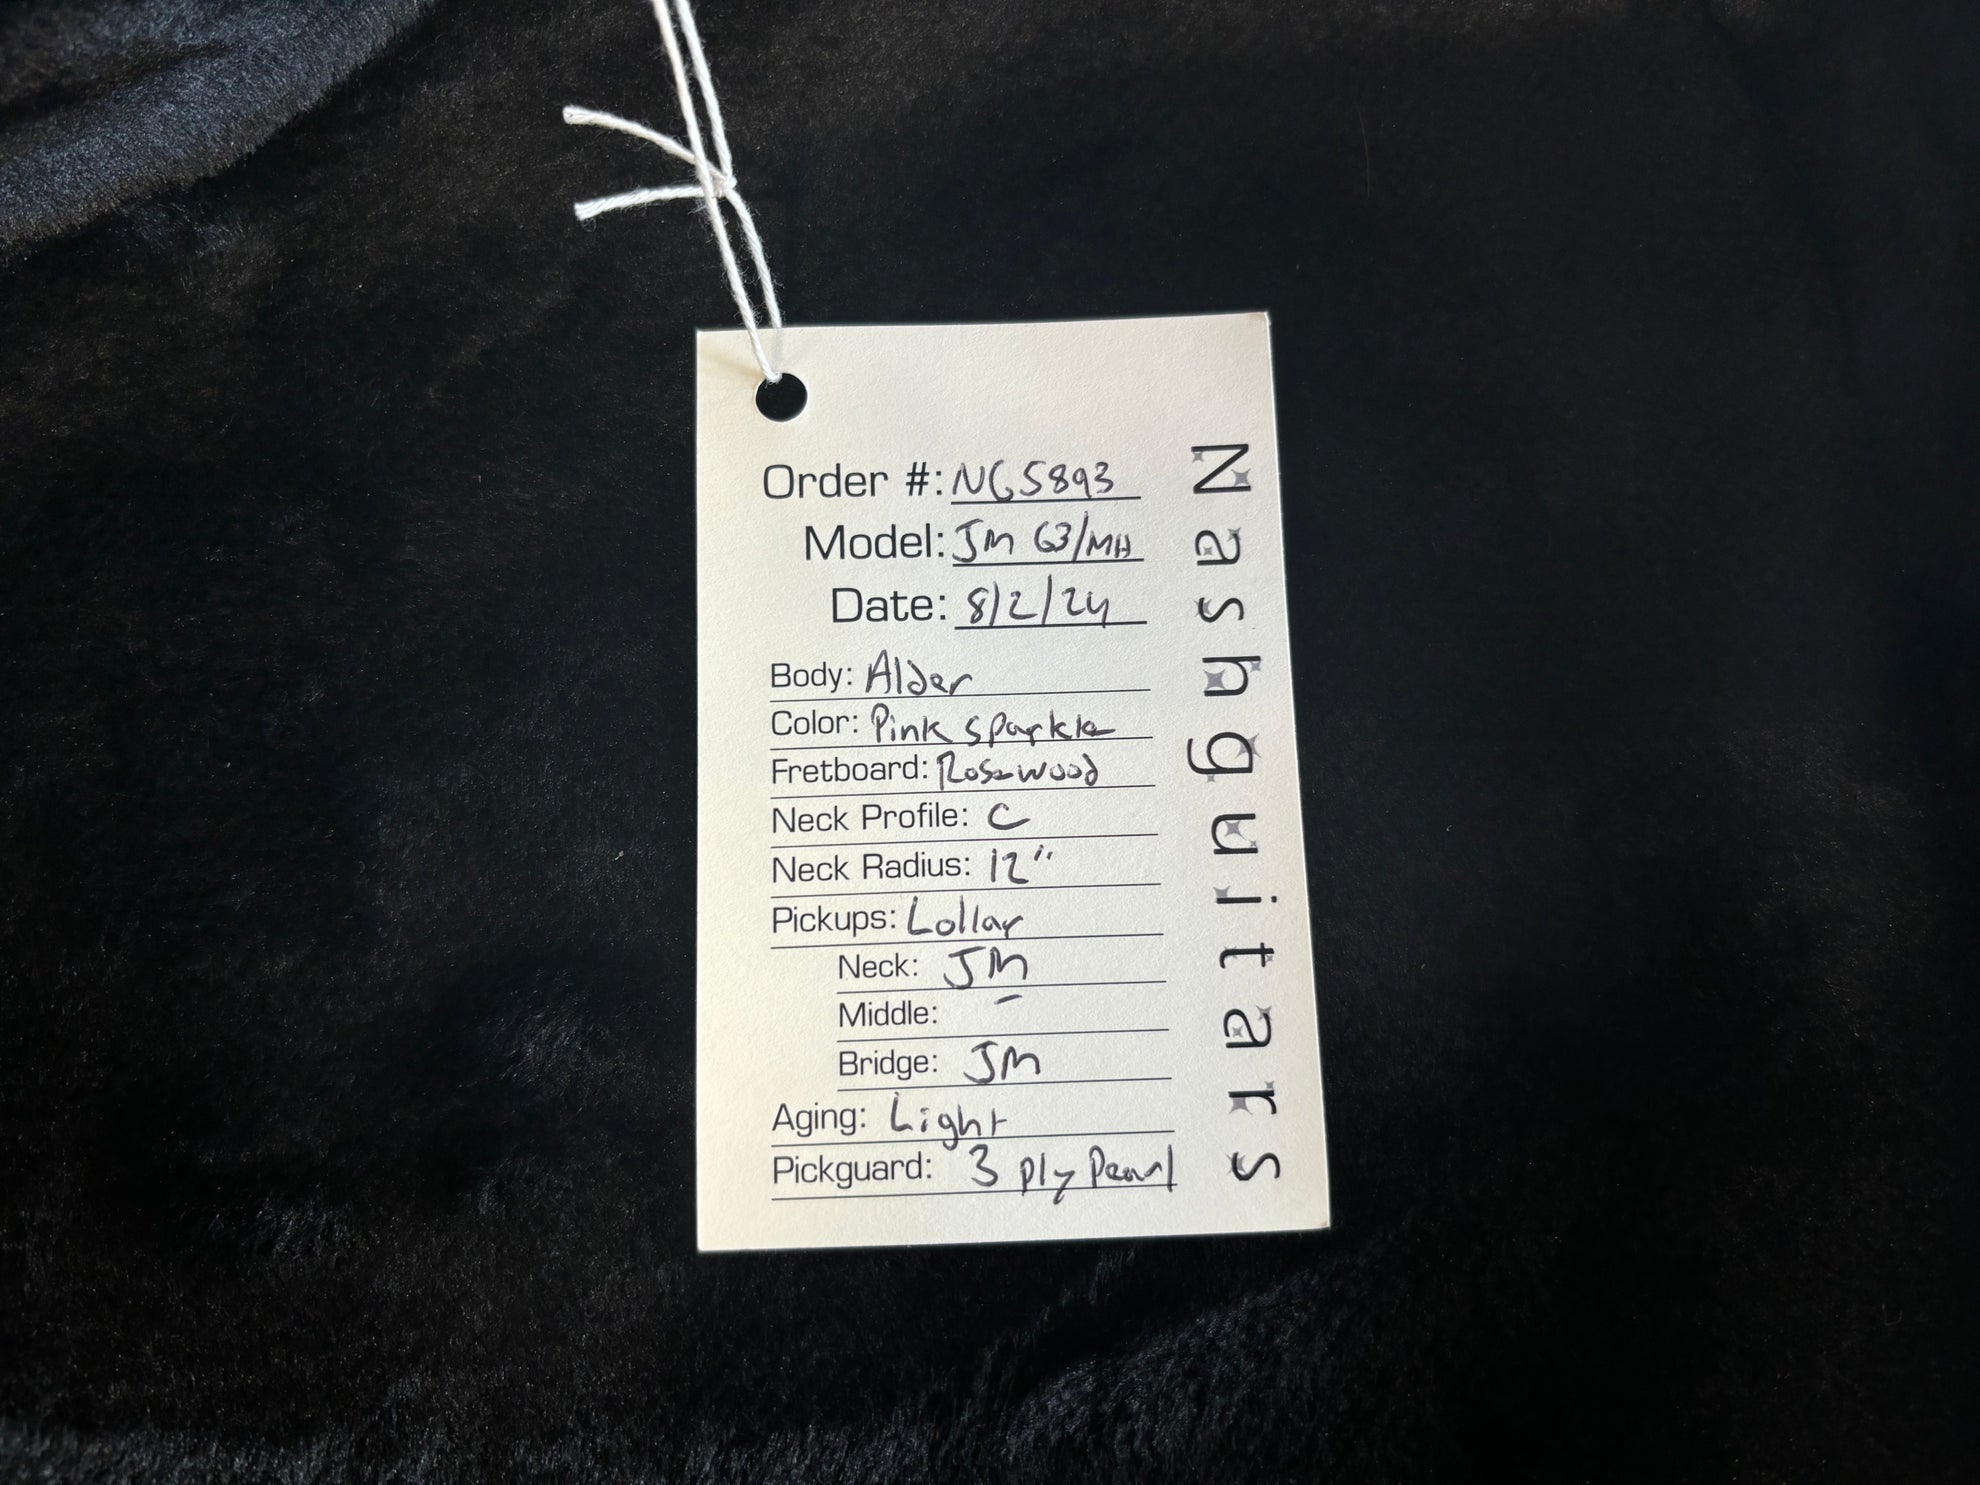 Order #: NG5893
Model: JM 63/MH
Date: 8/2/24
Body: Alder
Color: Pink Sparkle
Fretboard: Rosewood
Neck Profile: C
Neck Radius: 12"
Pickups: Lollar
Neck: JM
Middle: –
Bridge: JM
Aging: Light
Pickguard: 3 Ply Pearl
Nashguitars